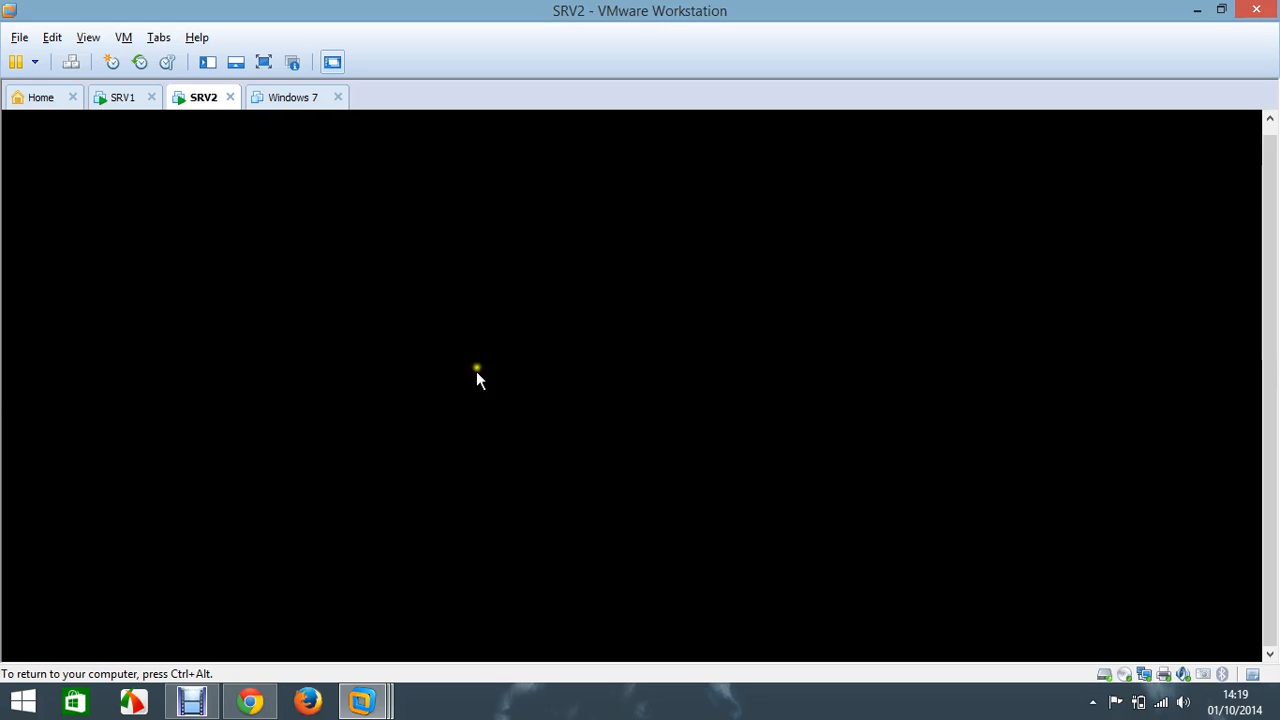 SRV2 - VMware Workstation
File Edit View VM Tabs Help
Home SRV1 SRV2 Windows 7
To return to your computer, press Ctrl+Alt.
14:19
01/10/2014